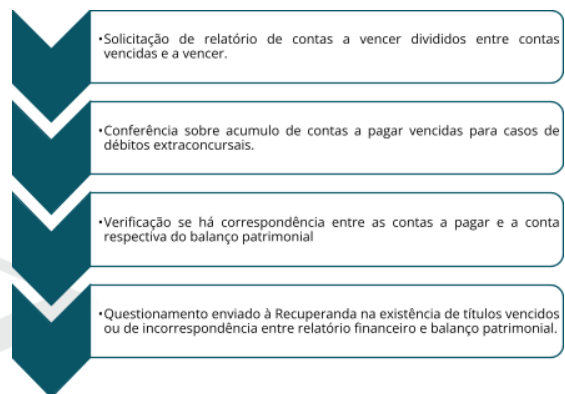 •Solicitação de relatório de contas a vencer divididos entre contas
vencidas e a vencer.
•Conferência sobre acumulo de contas a pagar vencidas para casos de
débitos extraconcursais.
•Verificação se há correspondência entre as contas a pagar e a conta
respectiva do balanço patrimonial
•Questionamento enviado à Recuperanda na existência de títulos vencidos
ou de incorrespondência entre relatório financeiro e balanço patrimonial.